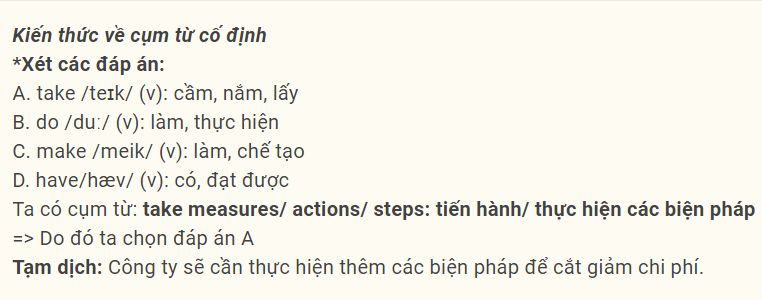 Kiến thức về cụm từ cố định
*Xét các đáp án:
A. take /teɪk/ (v): cầm, nắm, lấy
B. do /duː/ (v): làm, thực hiện
C. make /meik/ (v): làm, chế tạo
D. have/hæv/ (v): có, đạt được
Ta có cụm từ: take measures/ actions/ steps: tiến hành/ thực hiện các biện pháp
=> Do đó ta chọn đáp án A
Tạm dịch: Công ty sẽ cần thực hiện thêm các biện pháp để cắt giảm chi phí.